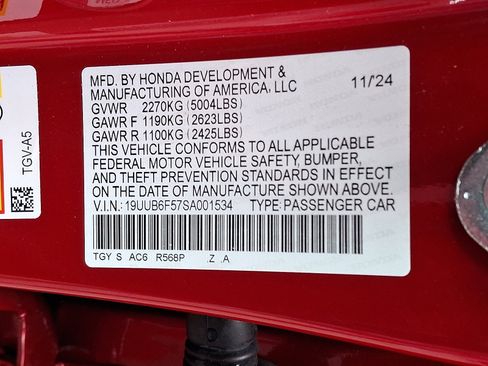 MFD. BY HONDA DEVELOPMENT &
MANUFACTURING OF AMERICA, LLC 11/24
GVWR 2270KG (5004LBS)
GAWR F 1190KG (2623LBS)
GAWR R 1100KG (2425LBS)
THIS VEHICLE CONFORMS TO ALL APPLICABLE
FEDERAL MOTOR VEHICLE SAFETY, BUMPER,
AND THEFT PREVENTION STANDARDS IN EFFECT
ON THE DATE OF MANUFACTURE SHOWN ABOVE.
V.I.N.: 19UUB6F57SA001534 TYPE: PASSENGER CAR
TGY S AC6 R568P .Z .A
TGV-A5